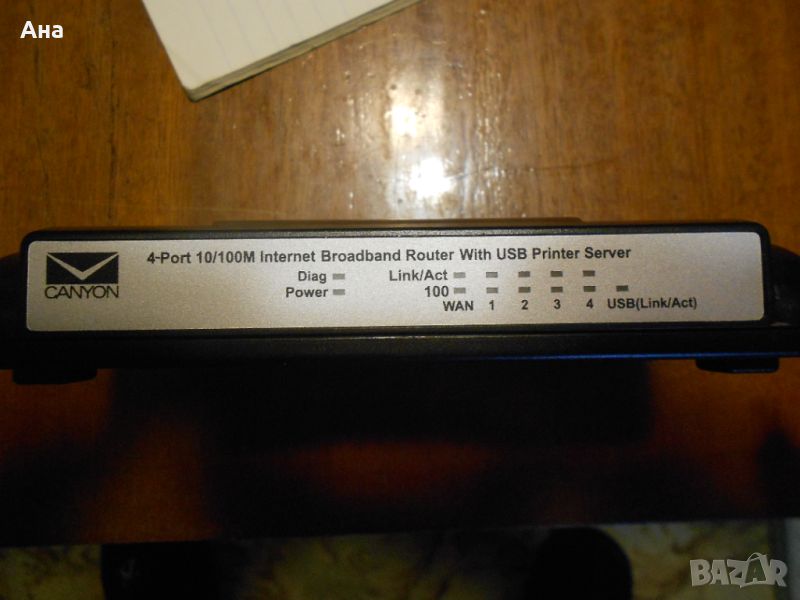 Ана
4-Port 10/100M Internet Broadband Router With USB Printer Server
CANYON
Diag Link/Act
Power 100
WAN 1 2 3 4 USB(Link/Act)
BAZAR